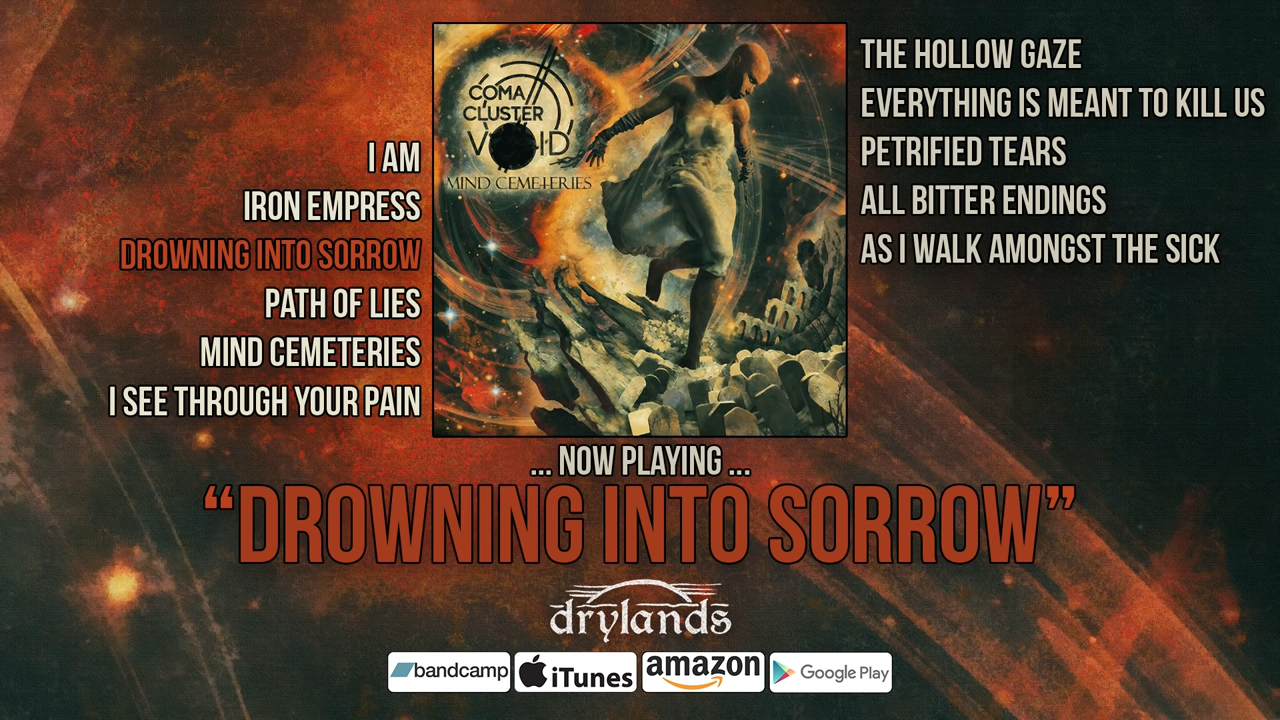 I AM
IRON EMPRESS
DROWNING INTO SORROW
PATH OF LIES
MIND CEMETERIES
I SEE THROUGH YOUR PAIN
COMA
CLUSTER
VOID
MIND CEMETERIES
THE HOLLOW GAZE
EVERYTHING IS MEANT TO KILL US
PETRIFIED TEARS
ALL BITTER ENDINGS
AS I WALK AMONGST THE SICK
... NOW PLAYING ...
“DROWNING INTO SORROW”
drylands
bandcamp
iTunes
amazon
Google Play